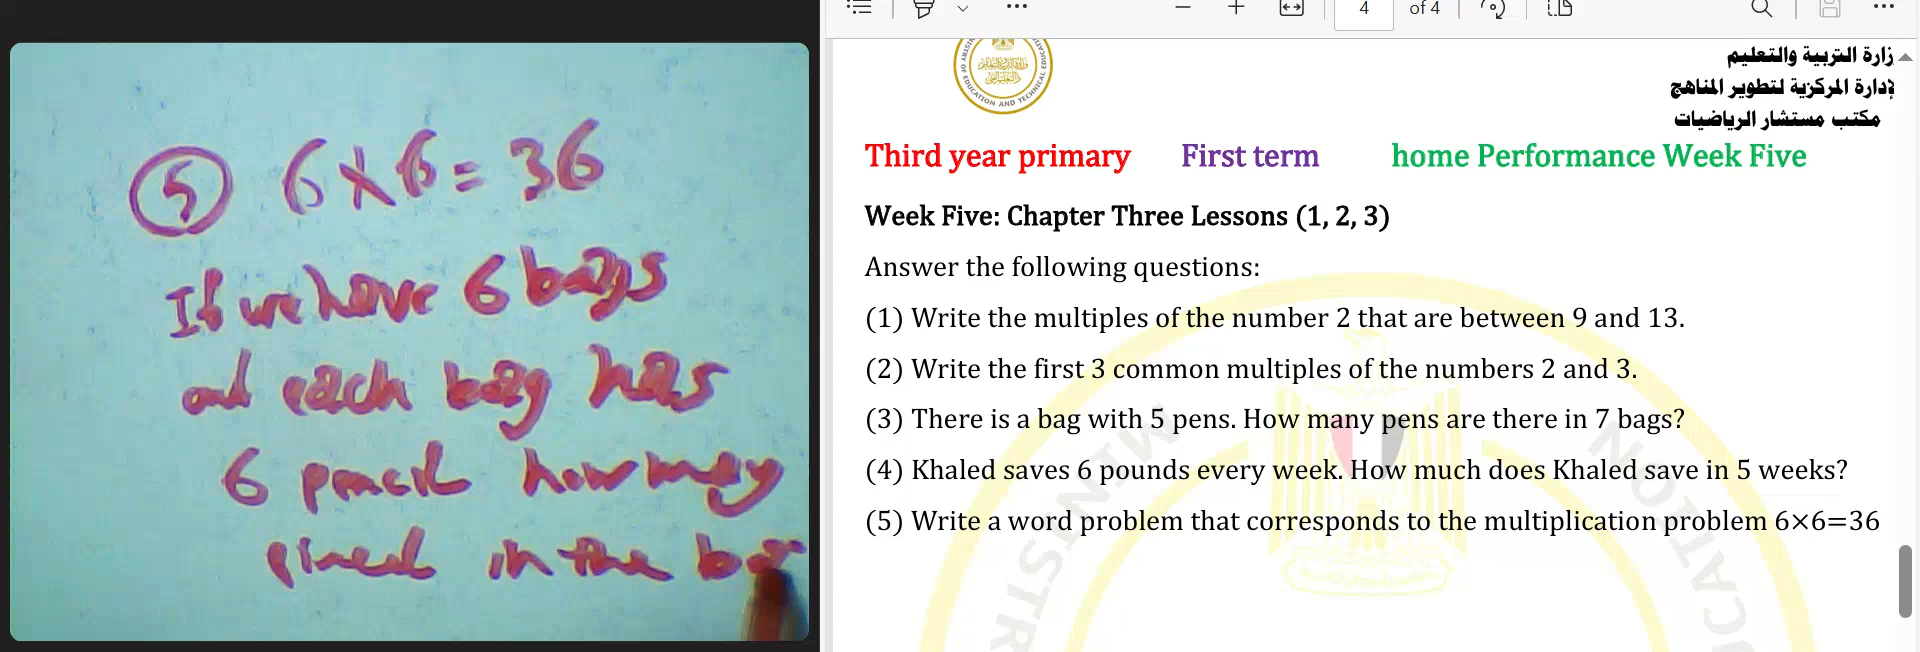 ⑤ 6×6=36
If we have 6 bags
and each bag has
6 pencil how many
in the
4 of 4
وزارة التربية والتعليم
الإدارة المركزية لتطوير المناهج
مكتب مستشار الرياضيات
Third year primary First term home Performance Week Five
Week Five: Chapter Three Lessons (1, 2, 3)
Answer the following questions:
(1) Write the multiples of the number 2 that are between 9 and 13.
(2) Write the first 3 common multiples of the numbers 2 and 3.
(3) There is a bag with 5 pens. How many pens are there in 7 bags?
(4) Khaled saves 6 pounds every week. How much does Khaled save in 5 weeks?
(5) Write a word problem that corresponds to the multiplication problem 6×6=36